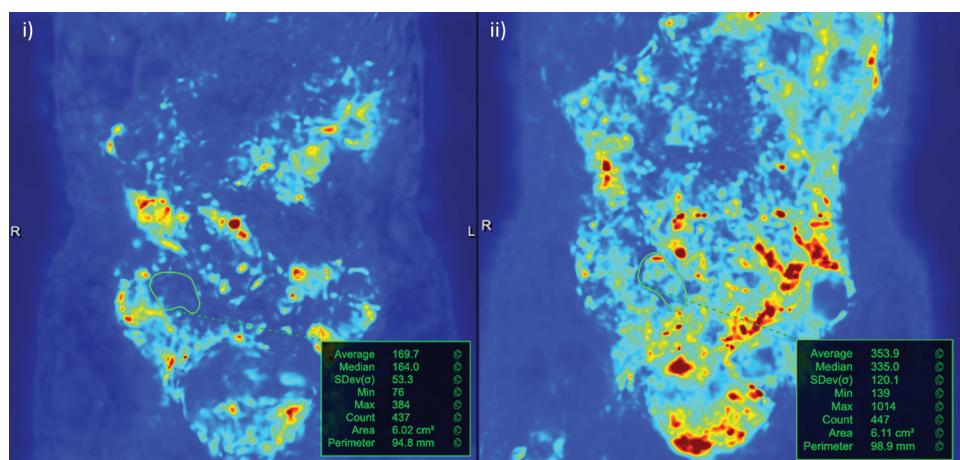 i)
ii)
R
L
R
Average 169.7
Median 164.0
SDev(σ) 53.3
Min 76
Max 384
Count 437
Area 6.02 cm²
Perimeter 94.8 mm
Average 353.9
Median 335.0
SDev(σ) 120.1
Min 139
Max 1014
Count 447
Area 6.11 cm²
Perimeter 98.9 mm